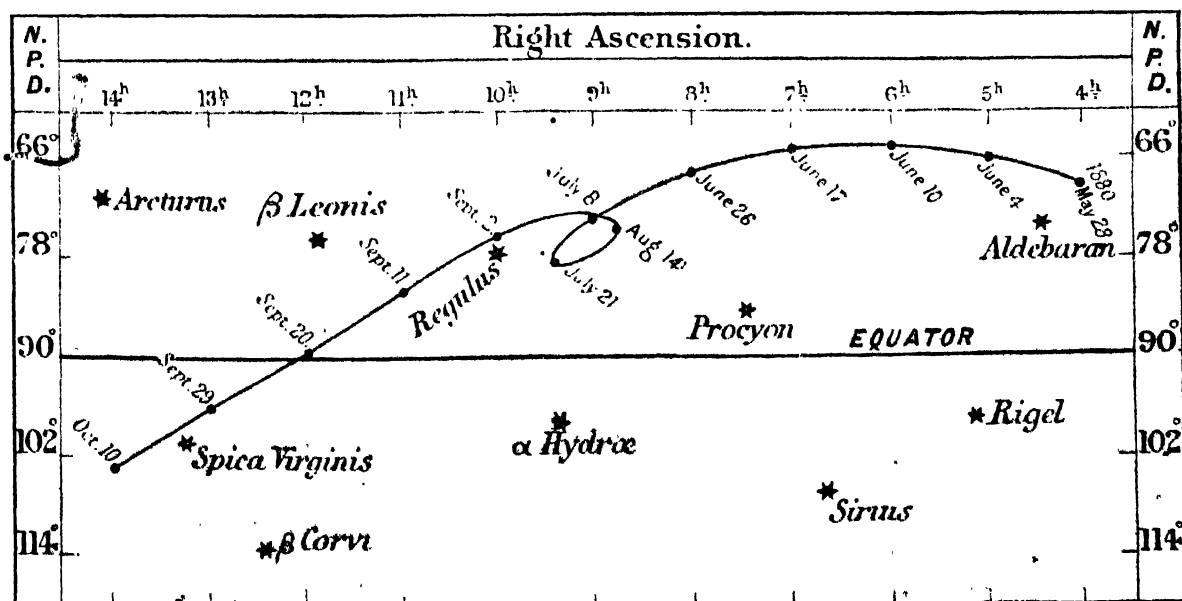 N. P. D.
Right Ascension.
N. P. D.
14h 13h 12h 11h 10h 9h 8h 7h 6h 5h 4h
66°
66°
Arcturus
β Leonis
Sept. 2
July 8
June 26
June 17
June 10
June 4
1880 May 28
78°
Sept. 11
Regulus
July 21
Aug 14
Aldebaran
78°
Sept. 20
Procyon
90°
EQUATOR
90°
Sept. 29
Oct. 10
102°
Spica Virginis
α Hydræ
Rigel
102°
Sirius
114°
β Corvi
114°